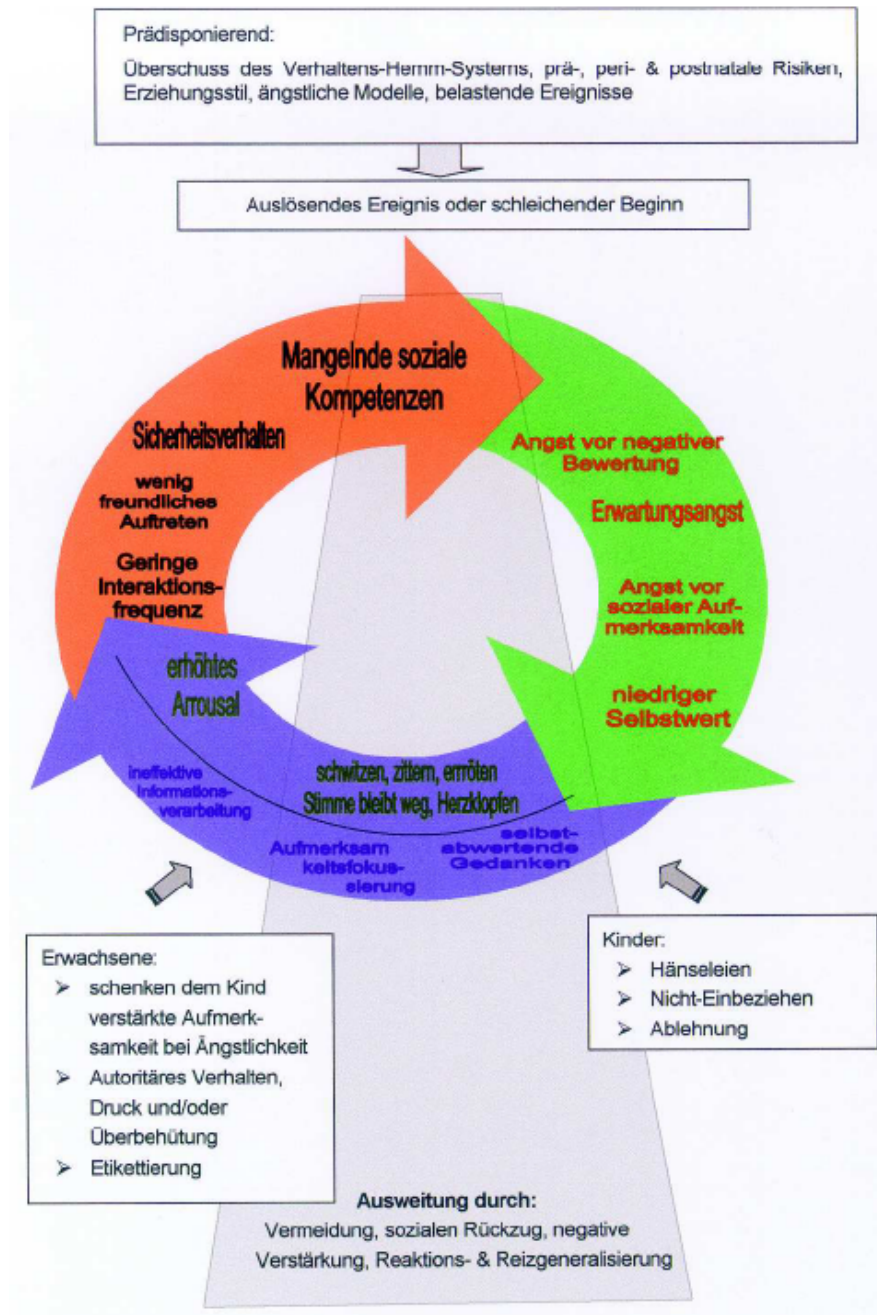 Prädisponierend:
Überschuss des Verhaltens-Hemm-Systems, prä-, peri- & postnatale Risiken,
Erziehungsstil, ängstliche Modelle, belastende Ereignisse
Auslösendes Ereignis oder schleichender Beginn
Mangelnde soziale
Kompetenzen
Sicherheitsverhalten
wenig
freundliches
Auftreten
Geringe
Interaktions-
frequenz
Angst vor negativer
Bewertung
Erwartungsangst
Angst vor
sozialer Auf-
merksamkeit
niedriger
Selbstwert
erhöhtes
Arrousal
schwitzen, zittern, erröten
Stimme bleibt weg, Herzklopfen
ineffektive
Informations-
verarbeitung
Aufmerksam
keitsfokus-
sierung
selbst-
abwertende
Gedanken
Erwachsene:
➢ schenken dem Kind
verstärkte Aufmerk-
samkeit bei Ängstlichkeit
➢ Autoritäres Verhalten,
Druck und/oder
Überbehütung
➢ Etikettierung
Kinder:
➢ Hänseleien
➢ Nicht-Einbeziehen
➢ Ablehnung
Ausweitung durch:
Vermeidung, sozialen Rückzug, negative
Verstärkung, Reaktions- & Reizgeneralisierung